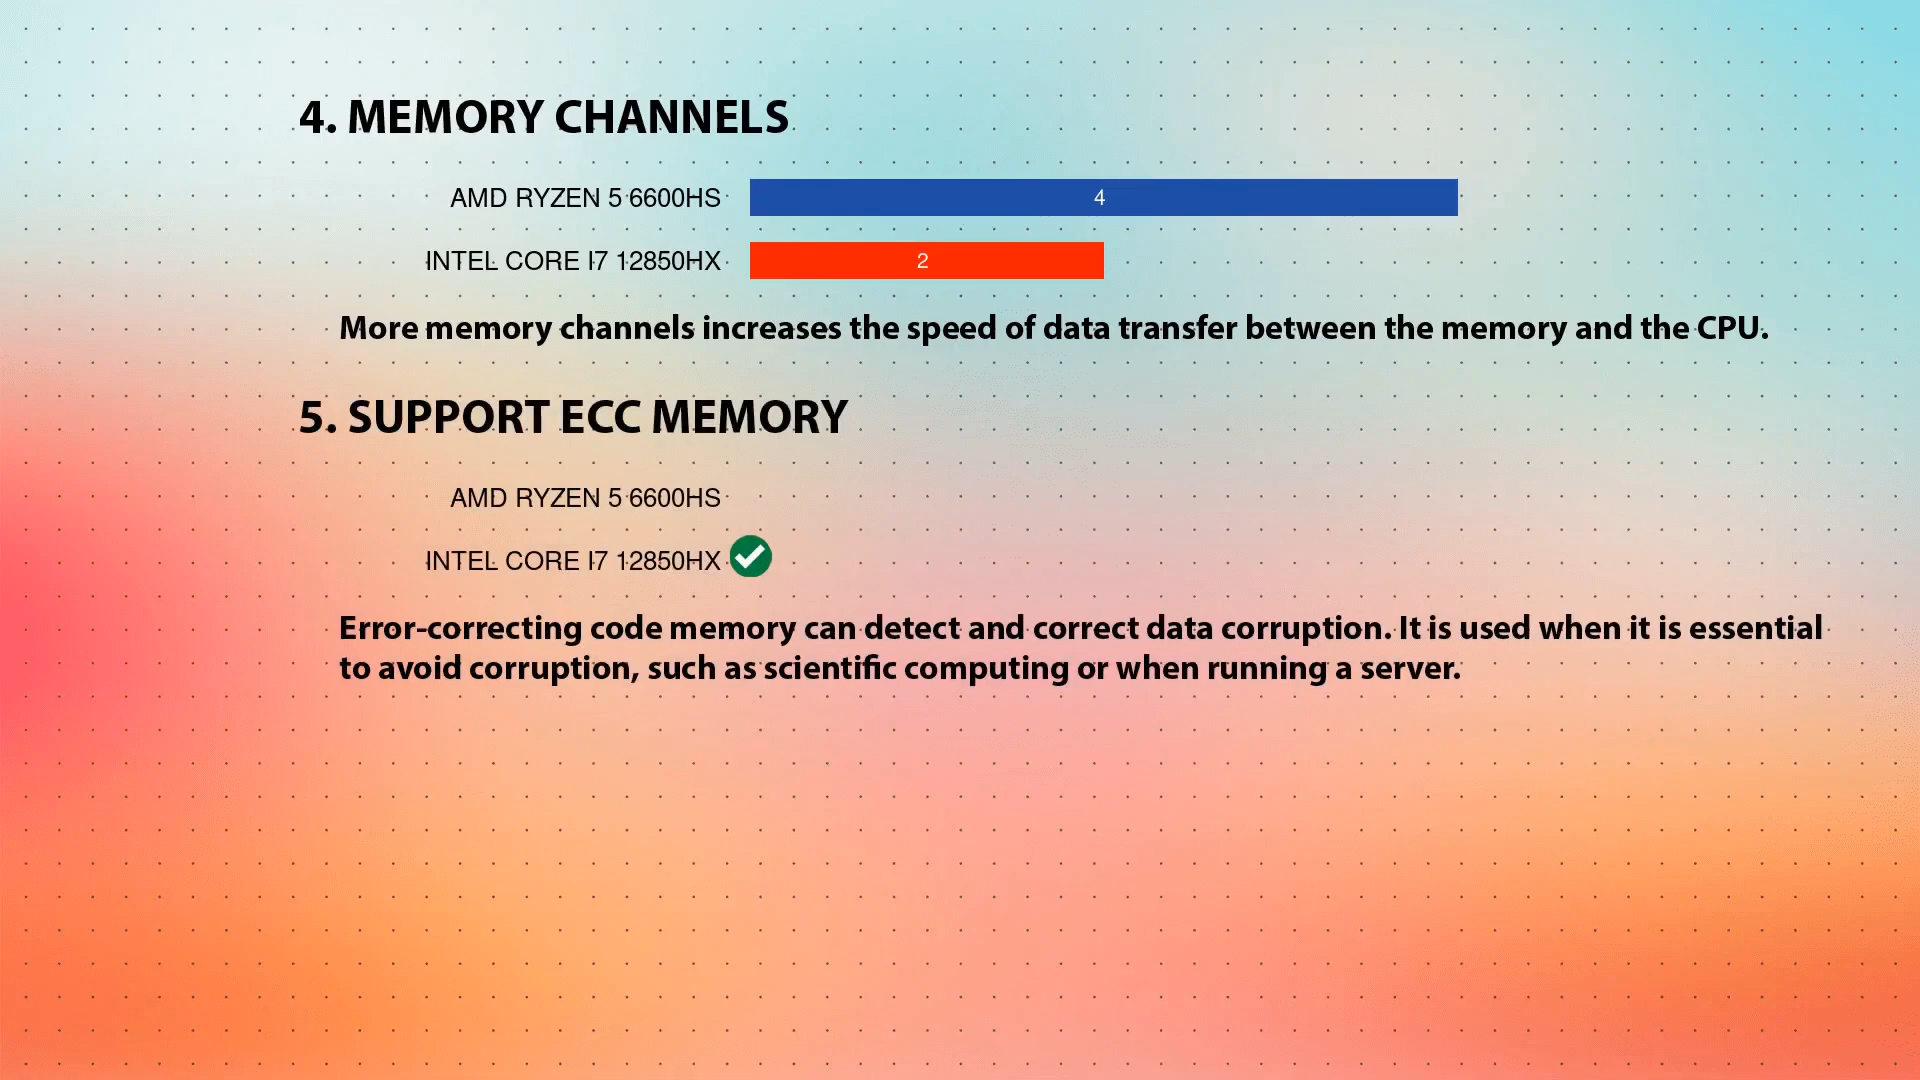 4. MEMORY CHANNELS
AMD RYZEN 5 6600HS
4
INTEL CORE I7 12850HX
2
More memory channels increases the speed of data transfer between the memory and the CPU.
5. SUPPORT ECC MEMORY
AMD RYZEN 5 6600HS
INTEL CORE I7 12850HX
Error-correcting code memory can detect and correct data corruption. It is used when it is essential
to avoid corruption, such as scientific computing or when running a server.